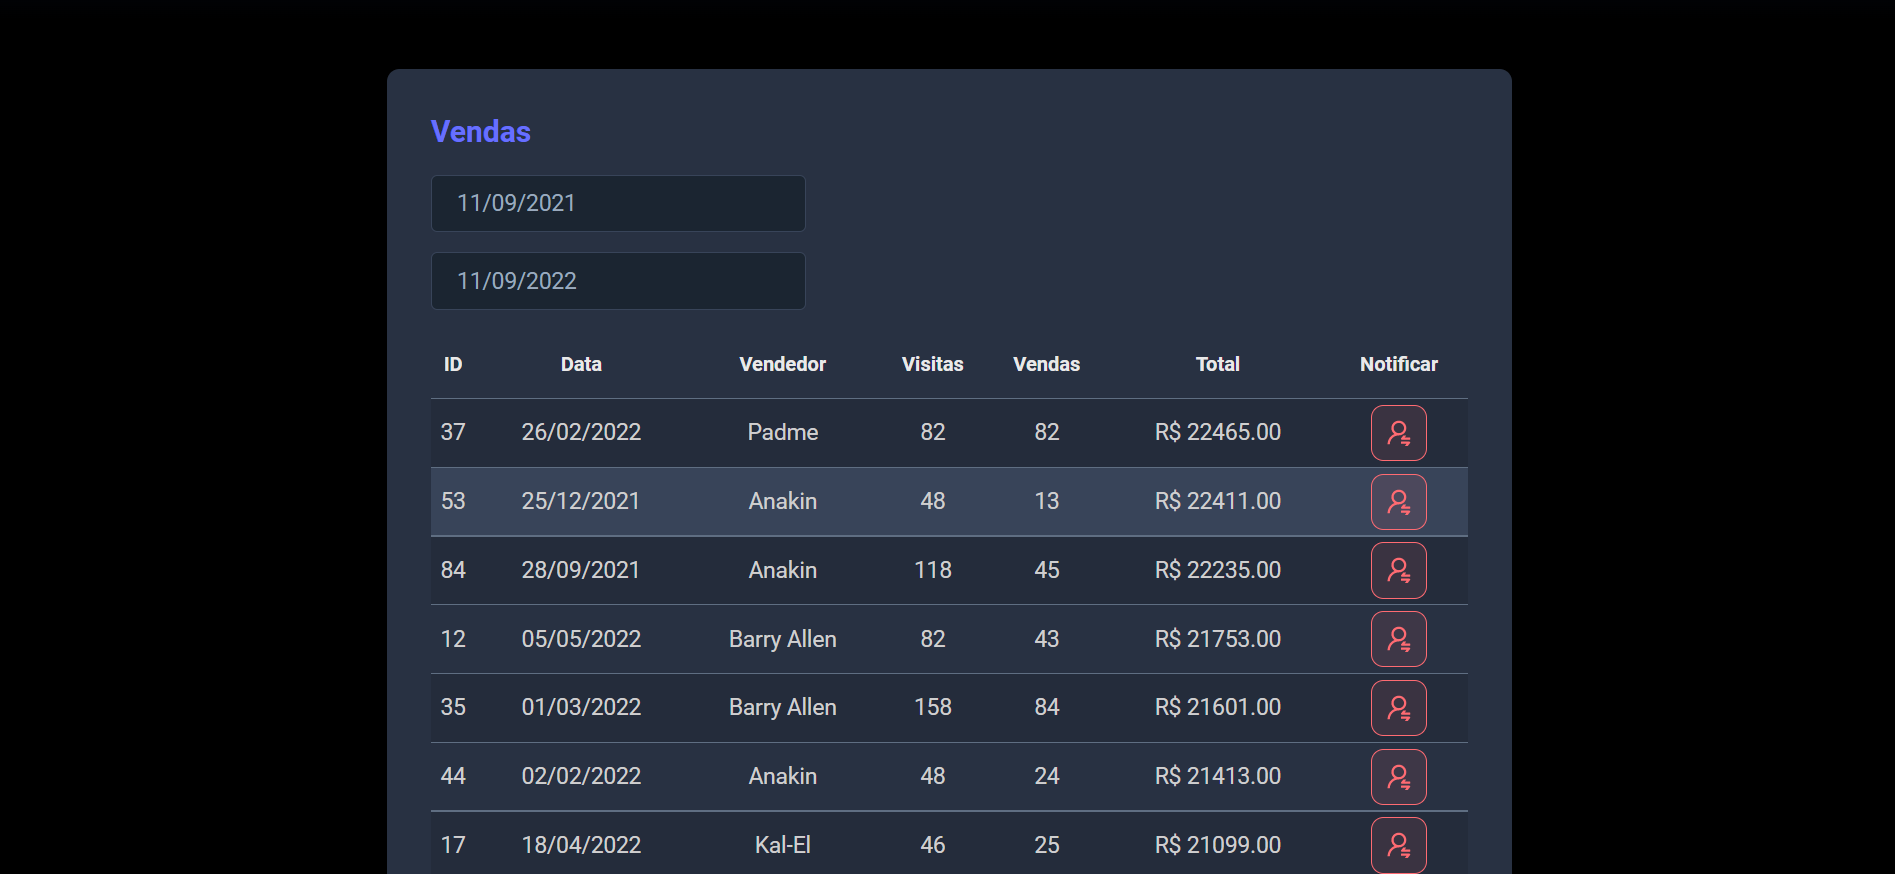 Vendas
11/09/2021
11/09/2022
ID Data Vendedor Visitas Vendas Total Notificar
37 26/02/2022 Padme 82 82 R$ 22465.00
53 25/12/2021 Anakin 48 13 R$ 22411.00
84 28/09/2021 Anakin 118 45 R$ 22235.00
12 05/05/2022 Barry Allen 82 43 R$ 21753.00
35 01/03/2022 Barry Allen 158 84 R$ 21601.00
44 02/02/2022 Anakin 48 24 R$ 21413.00
17 18/04/2022 Kal-El 46 25 R$ 21099.00